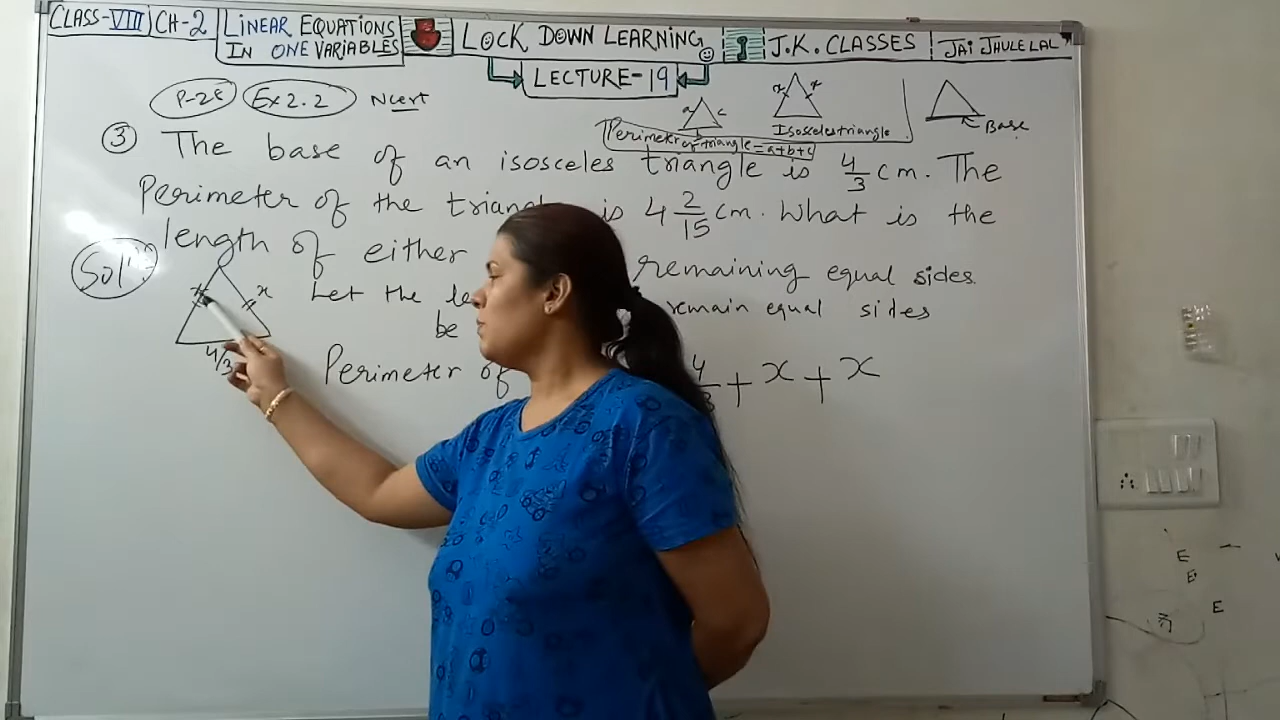 CLASS-VIII CH-2 LINEAR EQUATIONS IN ONE VARIABLES
LOCK DOWN LEARNING
LECTURE-19
J.K. CLASSES JAI JHULELAL
P-28 Ex 2.2 Ncert
a c
x x
Isosceles triangle
Base
Perimeter of triangle = a+b+c
③ The base of an isosceles triangle is 4/3 cm. The
Perimeter of the is 4 2/15 cm. What is the
length of either remaining equal sides.
Sol
x x
4/3
Let the remain equal sides
be
Perimeter of 4 + x + x
E
E
E